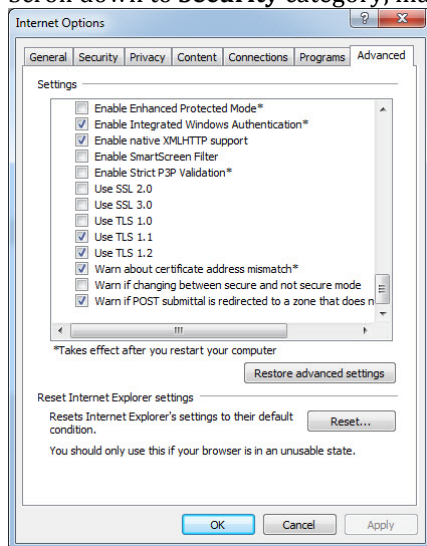 Scroll down to Security category, ma
Internet Options
General Security Privacy Content Connections Programs Advanced
Settings
Enable Enhanced Protected Mode*
Enable Integrated Windows Authentication*
Enable native XMLHTTP support
Enable SmartScreen Filter
Enable Strict P3P Validation*
Use SSL 2.0
Use SSL 3.0
Use TLS 1.0
Use TLS 1.1
Use TLS 1.2
Warn about certificate address mismatch*
Warn if changing between secure and not secure mode
Warn if POST submittal is redirected to a zone that does n
*Takes effect after you restart your computer
Restore advanced settings
Reset Internet Explorer settings
Resets Internet Explorer's settings to their default
condition.
Reset...
You should only use this if your browser is in an unusable state.
OK Cancel Apply